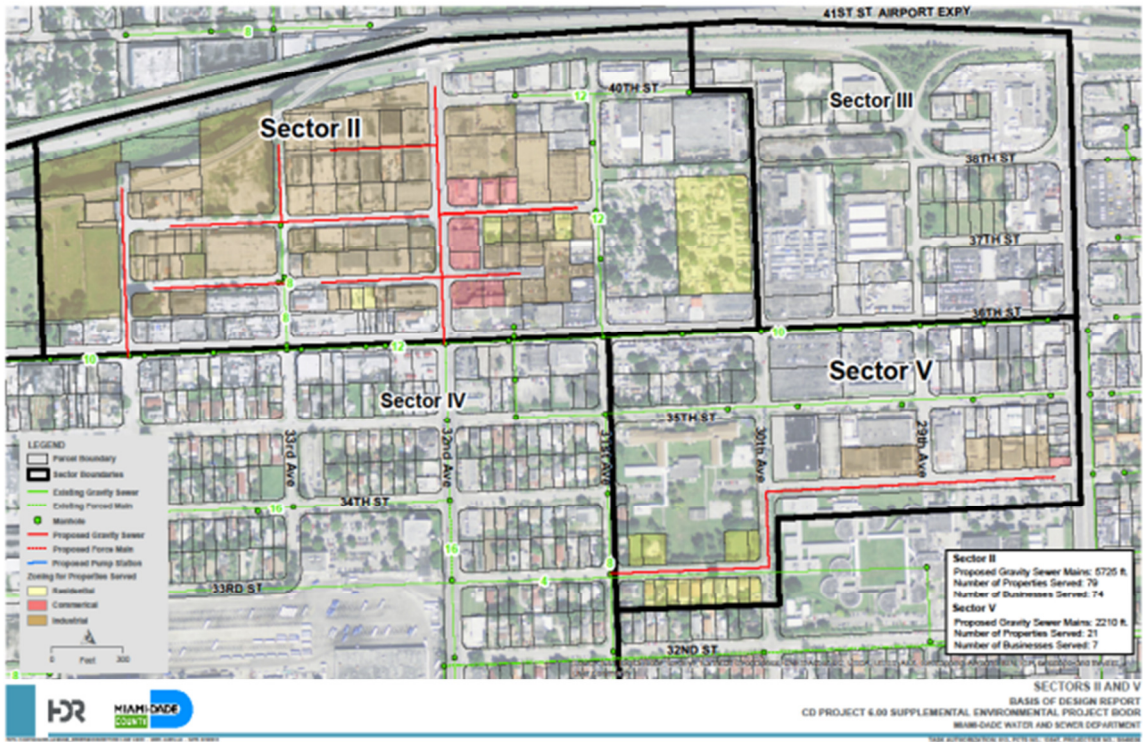 41ST ST AIRPORT EXPY
8
12
40TH ST
Sector III
Sector II
38TH ST
12
37TH ST
8
8
36TH ST
10
12
10
Sector IV
Sector V
35TH ST
33rd Ave
32nd Ave
31st Ave
30th Ave
29th Ave
LEGEND
Parcel Boundary
Sector Boundaries
Existing Gravity Sewer
Existing Forced Main
Manhole
Proposed Gravity Sewer
Proposed Force Main
Proposed Pump Station
Zoning for Properties Served
Residential
Commerical
Industrial
0 Feet 300
16
34TH ST
16
8
4
33RD ST
32ND ST
8
Sector II
Proposed Gravity Sewer Mains: 5725 ft.
Number of Properties Served: 79
Number of Businesses Served: 74
Sector V
Proposed Gravity Sewer Mains: 2210 ft.
Number of Properties Served: 21
Number of Businesses Served: 7
HDR
MIAMI-DADE
COUNTY
SECTORS II AND V
BASIS OF DESIGN REPORT
CD PROJECT 6.00 SUPPLEMENTAL ENVIRONMENTAL PROJECT BODR
MIAMI-DADE WATER AND SEWER DEPARTMENT